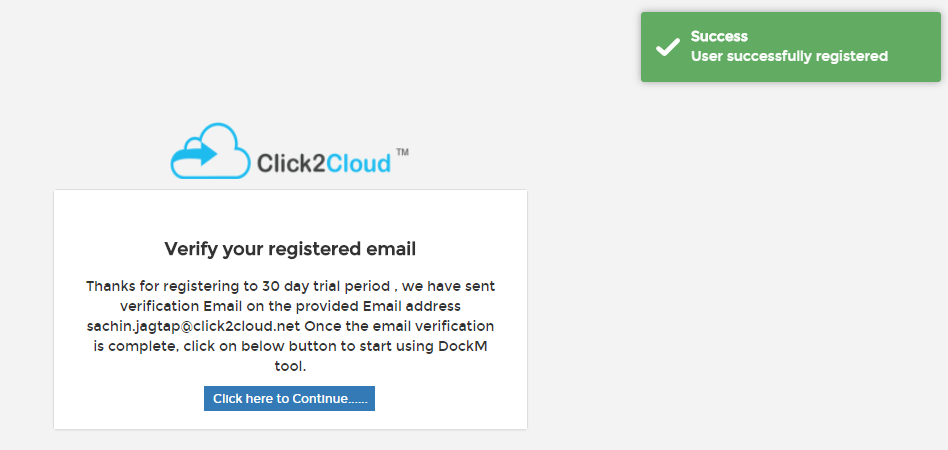 Success
User successfully registered
Click2Cloud ™
Verify your registered email
Thanks for registering to 30 day trial period , we have sent
verification Email on the provided Email address
sachin.jagtap@click2cloud.net Once the email verification
is complete, click on below button to start using DockM
tool.
Click here to Continue......